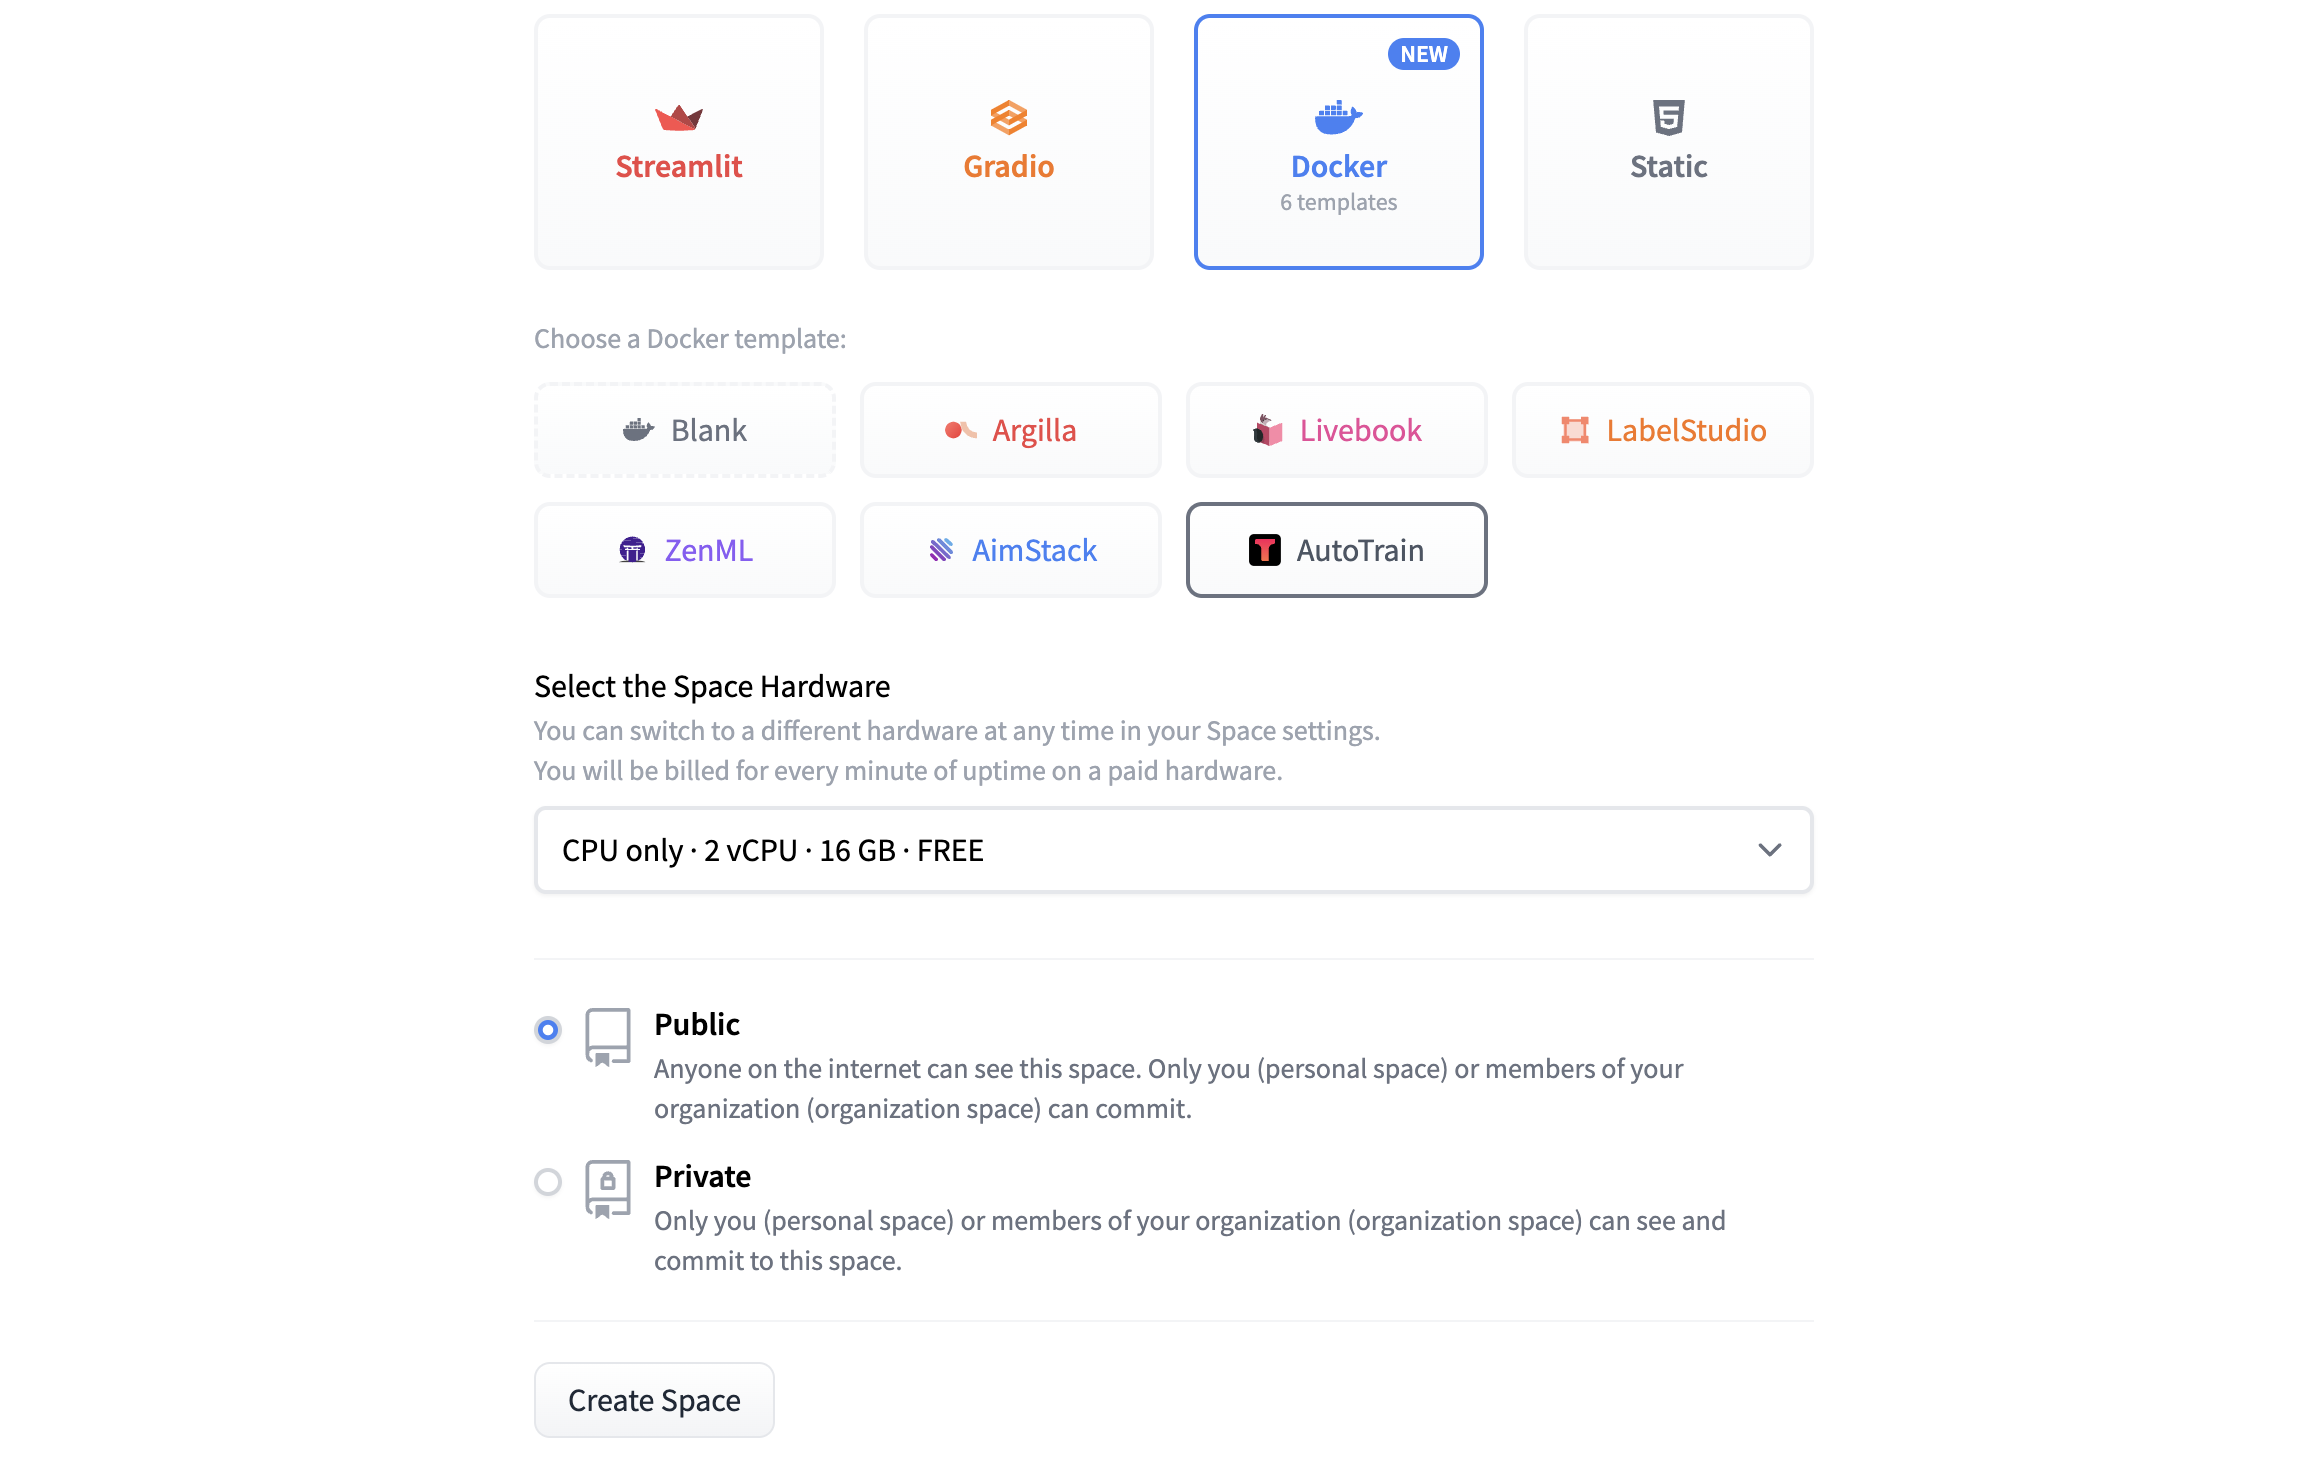 NEW
Streamlit
Gradio
Docker
Static
6 templates
Choose a Docker template:
Blank
Argilla
Livebook
LabelStudio
ZenML
AimStack
AutoTrain
Select the Space Hardware
You can switch to a different hardware at any time in your Space settings.
You will be billed for every minute of uptime on a paid hardware.
CPU only · 2 vCPU · 16 GB · FREE
Public
Anyone on the internet can see this space. Only you (personal space) or members of your
organization (organization space) can commit.
Private
Only you (personal space) or members of your organization (organization space) can see and
commit to this space.
Create Space